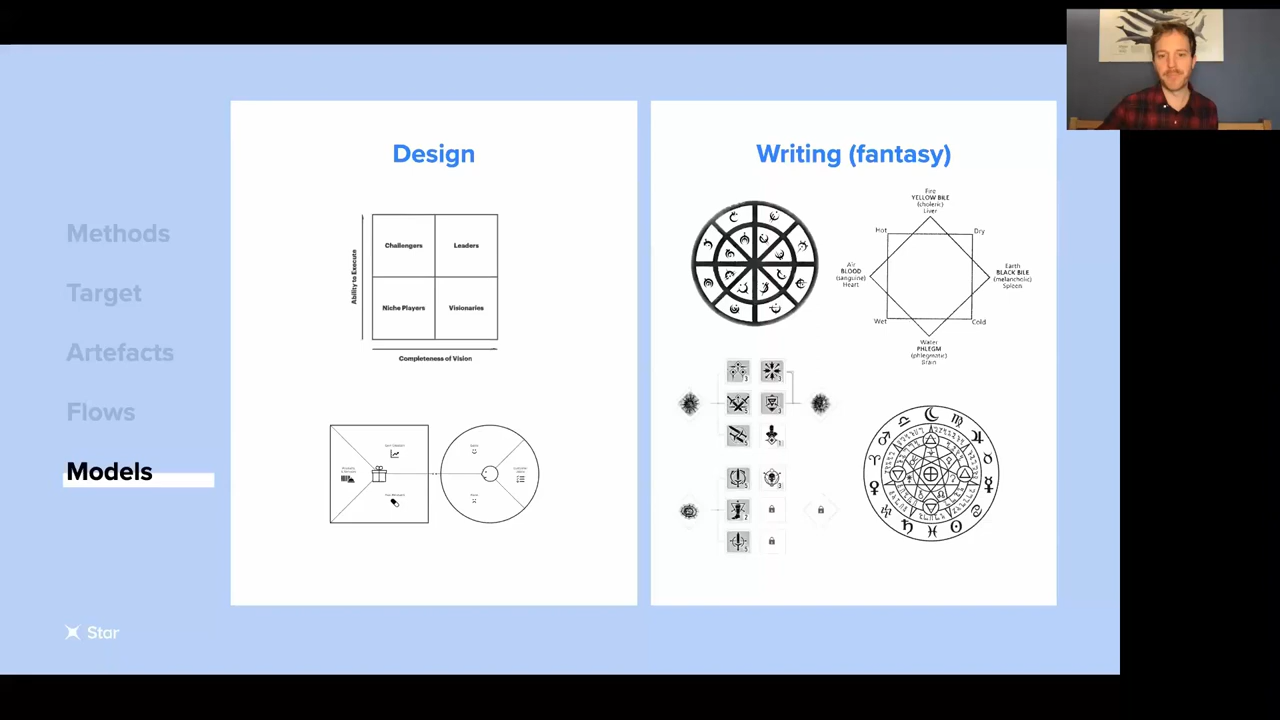 Methods
Target
Artefacts
Flows
Models
Star
Design
Ability to Execute
Challengers
Leaders
Niche Players
Visionaries
Completeness of Vision
Writing (fantasy)
Fire
YELLOW BILE
(choleric)
Liver
Hot
Dry
Air
BLOOD
(sanguine)
Heart
Earth
BLACK BILE
(melancholic)
Spleen
Wet
Cold
Water
PHLEGM
(phlegmatic)
Brain